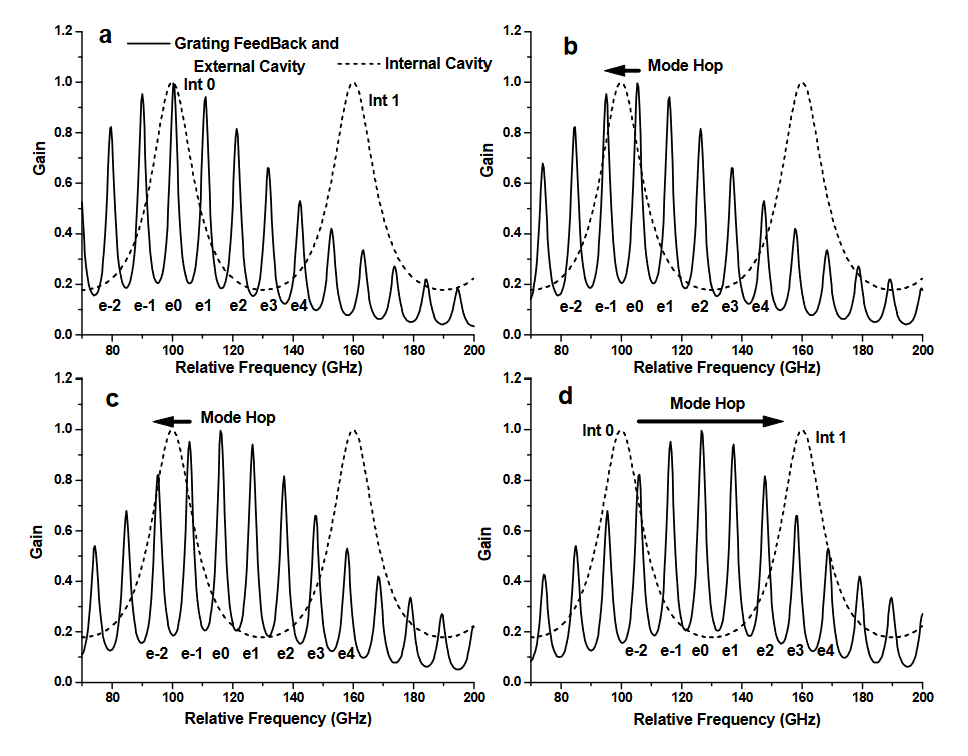 a
Grating FeedBack and
External Cavity
Internal Cavity
Int 0
Int 1
Gain
1.2
1.0
0.8
0.6
0.4
0.2
0.0
e-2 e-1 e0 e1 e2 e3 e4
80 100 120 140 160 180 200
Relative Frequency (GHz)
b
Mode Hop
Gain
1.2
1.0
0.8
0.6
0.4
0.2
0.0
e-2 e-1 e0 e1 e2 e3 e4
80 100 120 140 160 180 200
Relative Frequency (GHz)
c
Mode Hop
Gain
1.2
1.0
0.8
0.6
0.4
0.2
0.0
e-2 e-1 e0 e1 e2 e3 e4
80 100 120 140 160 180 200
Relative Frequency (GHz)
d
Mode Hop
Int 0
Int 1
Gain
1.2
1.0
0.8
0.6
0.4
0.2
0.0
e-2 e-1 e0 e1 e2 e3 e4
80 100 120 140 160 180 200
Relative Frequency (GHz)